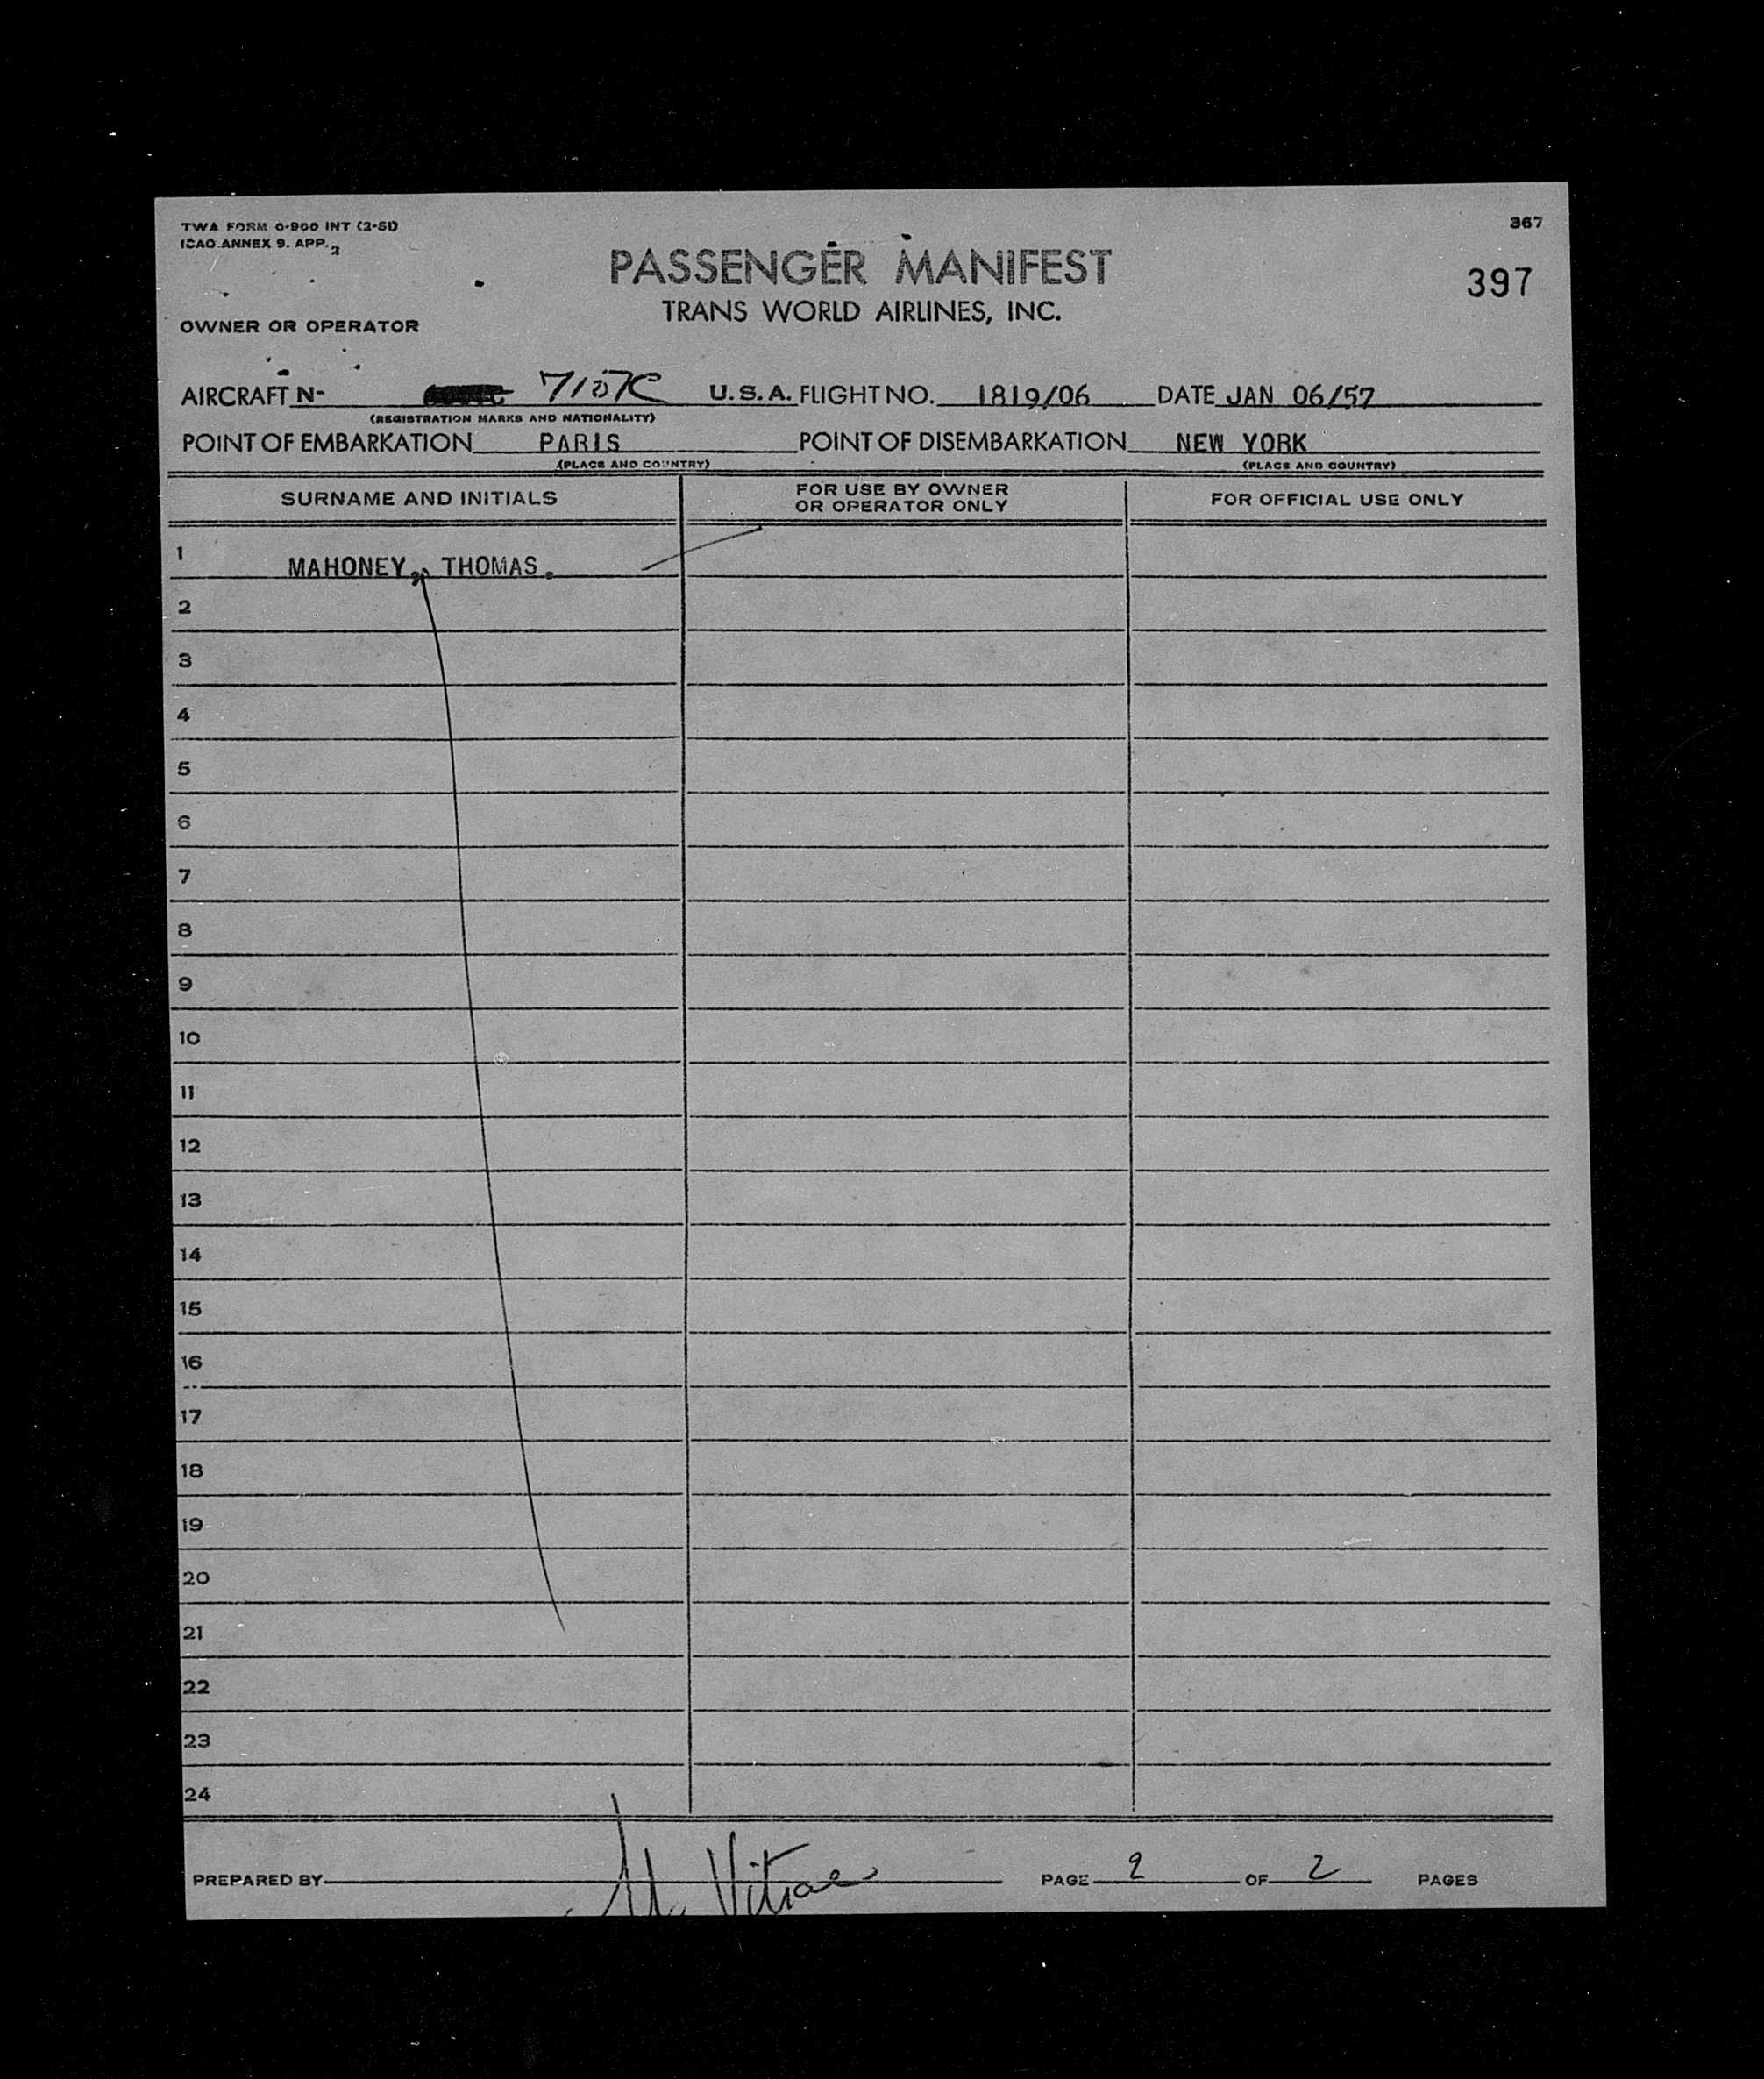 TWA FORM 0-900 INT (2-51)
ICAO ANNEX 9. APP. 2
367
PASSENGER MANIFEST
397
TRANS WORLD AIRLINES, INC.
OWNER OR OPERATOR
AIRCRAFT N- 7107C U.S.A. FLIGHT NO. 1819/06 DATE JAN 06/57
(REGISTRATION MARKS AND NATIONALITY)
POINT OF EMBARKATION PARIS POINT OF DISEMBARKATION NEW YORK
(PLACE AND COUNTRY) (PLACE AND COUNTRY)
SURNAME AND INITIALS FOR USE BY OWNER OR OPERATOR ONLY FOR OFFICIAL USE ONLY
1 MAHONEY, THOMAS.
2
3
4
5
6
7
8
9
10
11
12
13
14
15
16
17
18
19
20
21
22
23
24
PREPARED BY PAGE 2 OF 2 PAGES